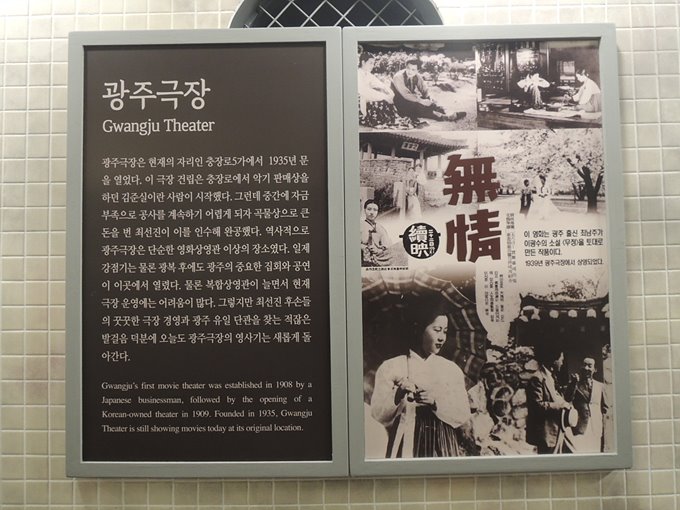 광주극장
Gwangju Theater
광주극장은 현재의 자리인 충장로5가에서 1935년 문
을 열었다. 이 극장 건립은 충장로에서 악기 판매상을
하던 김준실이란 사람이 시작했다. 그런데 중간에 자금
부족으로 공사를 계속하기 어렵게 되자 곡물상으로 큰
돈을 번 최선진이 이를 인수해 완공했다. 역사적으로
광주극장은 단순한 영화상영관 이상의 장소였다. 일제
강점기는 물론 광복 후에도 광주의 중요한 집회와 공연
이 이곳에서 열렸다. 물론 복합상영관이 늘면서 현재
극장 운영에는 어려움이 많다. 그렇지만 최선진 후손들
의 꿋꿋한 극장 경영과 광주 유일 단관을 찾는 적잖은
발걸음 덕분에 오늘도 광주극장의 영사기는 새롭게 돌
아간다.
Gwangju's first movie theater was established in 1908 by a
Japanese businessman, followed by the opening of a
Korean-owned theater in 1909. Founded in 1935, Gwangju
Theater is still showing movies today at its original location.
無情
續映
이 영화는 광주 출신 최남주가
이광수의 소설 《무정》을 토대로
만든 작품이다.
1939년 광주극장에서 상영되었다.